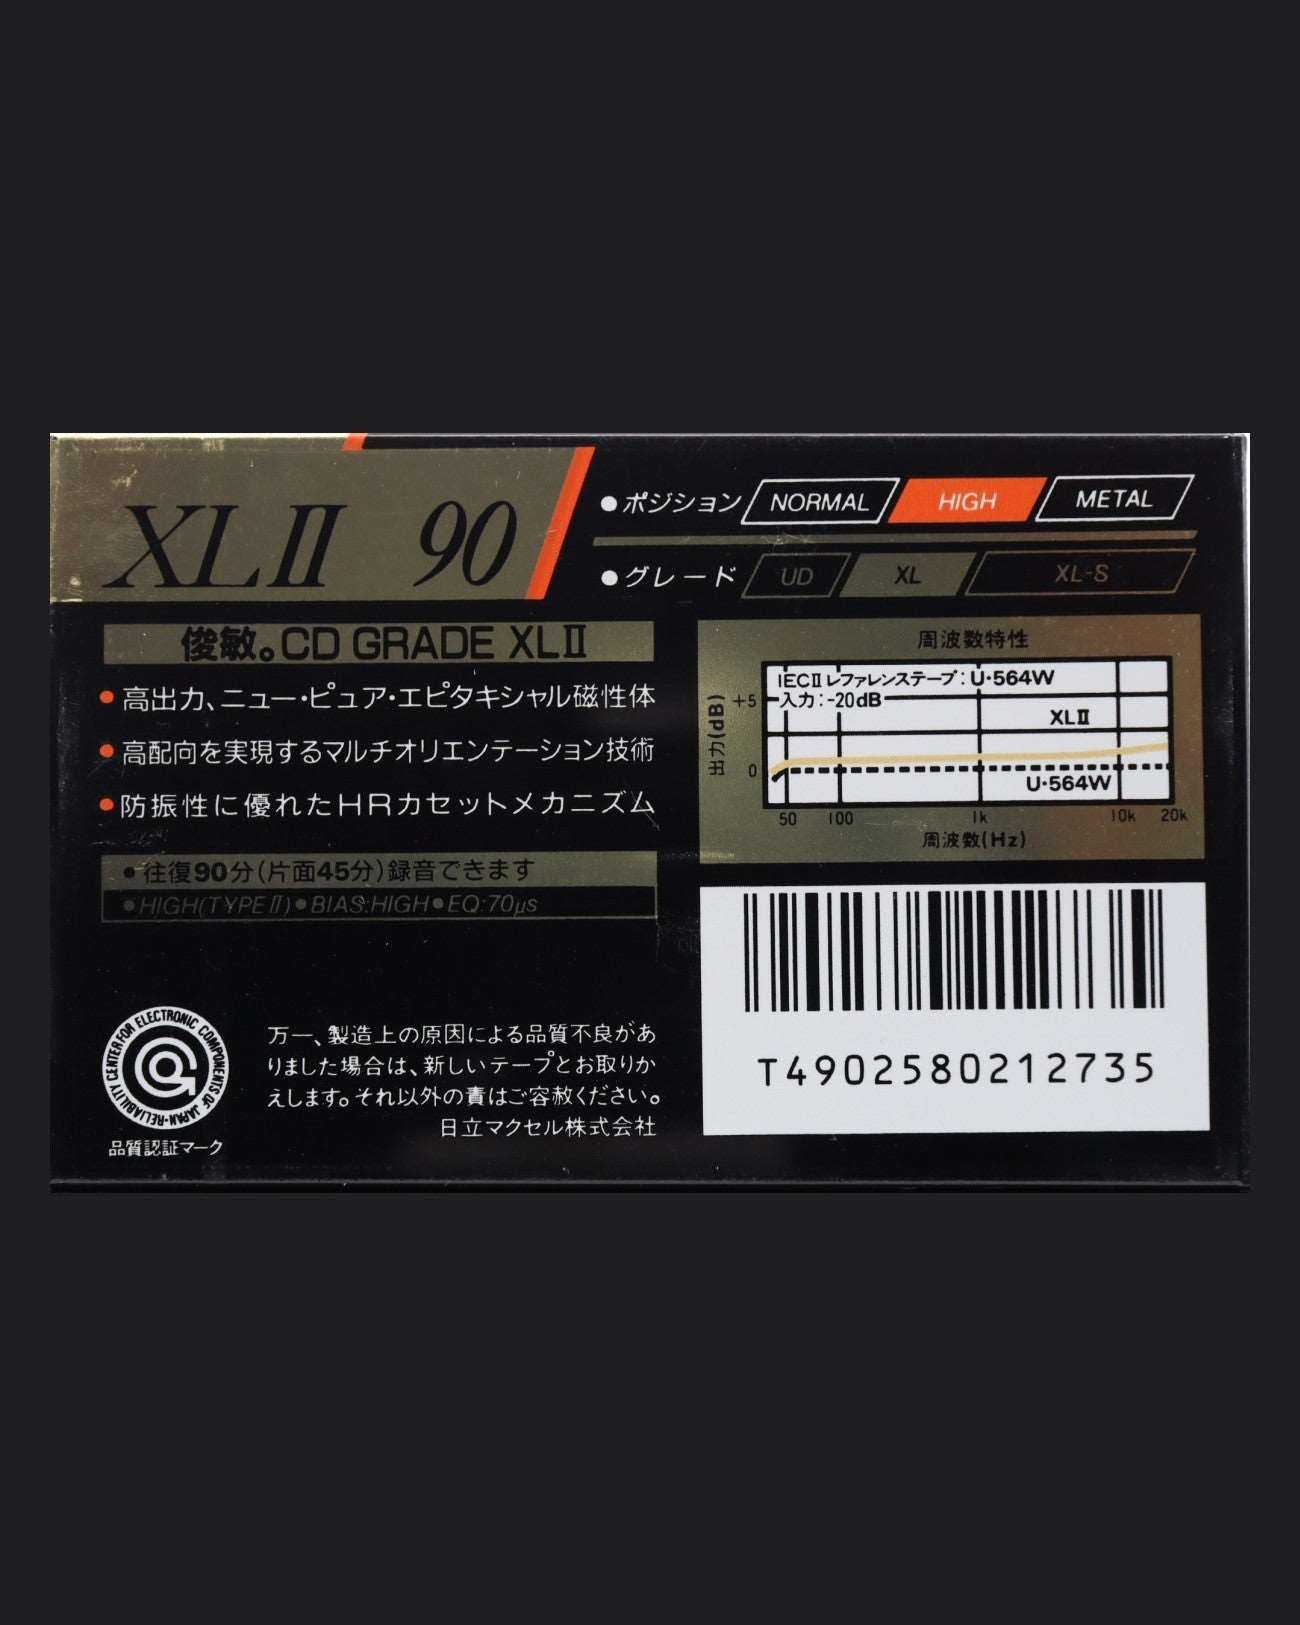 XLⅡ 90
●ポジション NORMAL HIGH METAL
●グレード UD XL XL-S
俊敏。CD GRADE XLⅡ
●高出力、ニュー・ピュア・エピタキシャル磁性体
●高配向を実現するマルチオリエンテーション技術
●防振性に優れたHRカセットメカニズム
●往復90分(片面45分)録音できます
●HIGH(TYPEⅡ)●BIAS:HIGH●EQ:70μs
周波数特性
IECⅡレファレンステープ:U・564W
入力:-20dB
XLⅡ
U・564W
出力(dB)
+5
0
50 100 1k 10k 20k
周波数(Hz)
RELIABILITY CENTER FOR ELECTRONIC COMPONENTS OF JAPAN
品質認証マーク
万一、製造上の原因による品質不良があ
りました場合は、新しいテープとお取りか
えします。それ以外の責はご容赦ください。
日立マクセル株式会社
T4902580212735